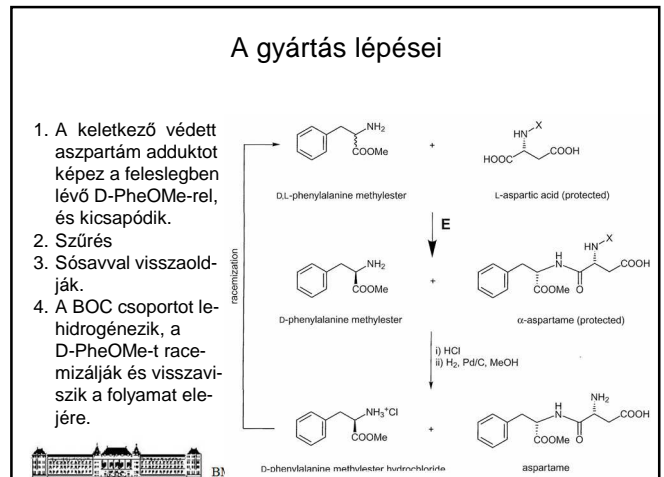 A gyártás lépései
1. A keletkező védett
aszpartám adduktot
képez a feleslegben
lévő D-PheOMe-rel,
és kicsapódik.
2. Szűrés
3. Sósavval visszaold-
ják.
4. A BOC csoportot le-
hidrogénezik, a
D-PheOMe-t race-
mizálják és visszavi-
szik a folyamat ele-
jére.
racemization
NH₂
COOMe
+
HN X
HOOC COOH
D,L-phenylalanine methylester
L-aspartic acid (protected)
E
NH₂
COOMe
+
H
N
COOMe
O
HN X
COOH
D-phenylalanine methylester
α-aspartame (protected)
i) HCl
ii) H₂, Pd/C, MeOH
NH₃⁺Cl
COOMe
+
H
N
COOMe
O
NH₂
COOH
D-phenylalanine methylester hydrochloride
aspartame